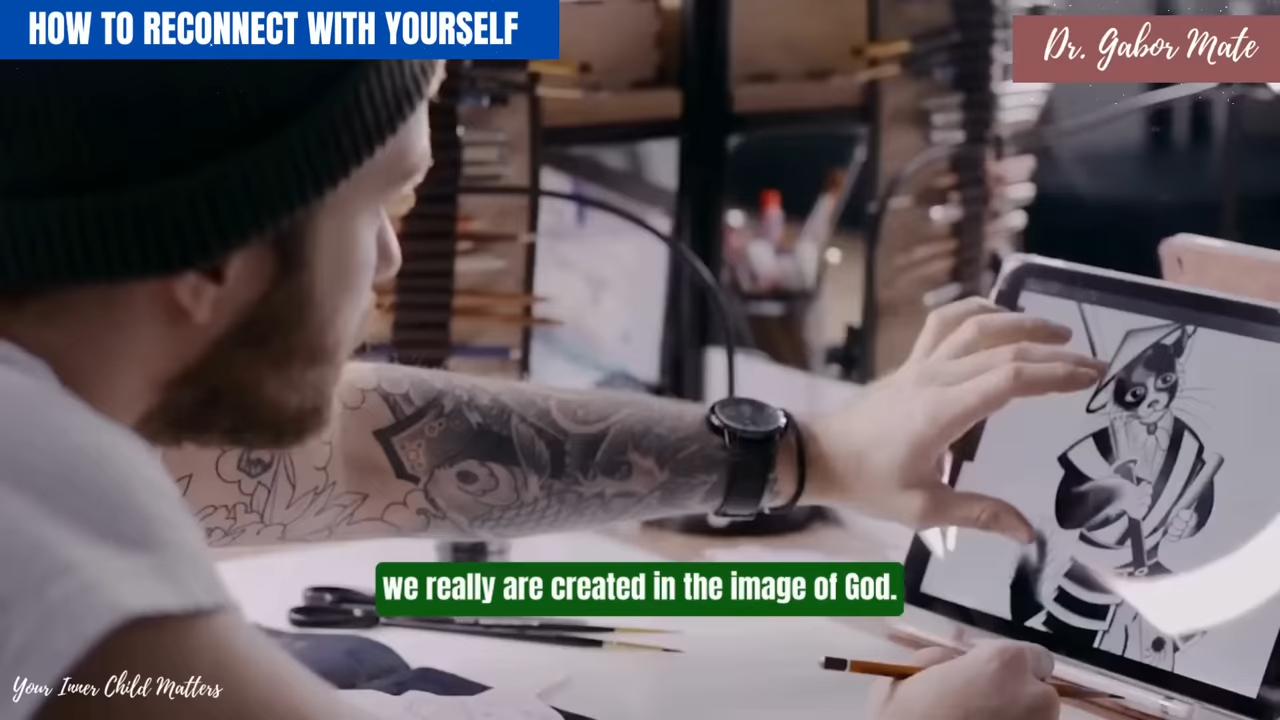 HOW TO RECONNECT WITH YOURSELF
Dr. Gabor Mate
we really are created in the image of God.
Your Inner Child Matters